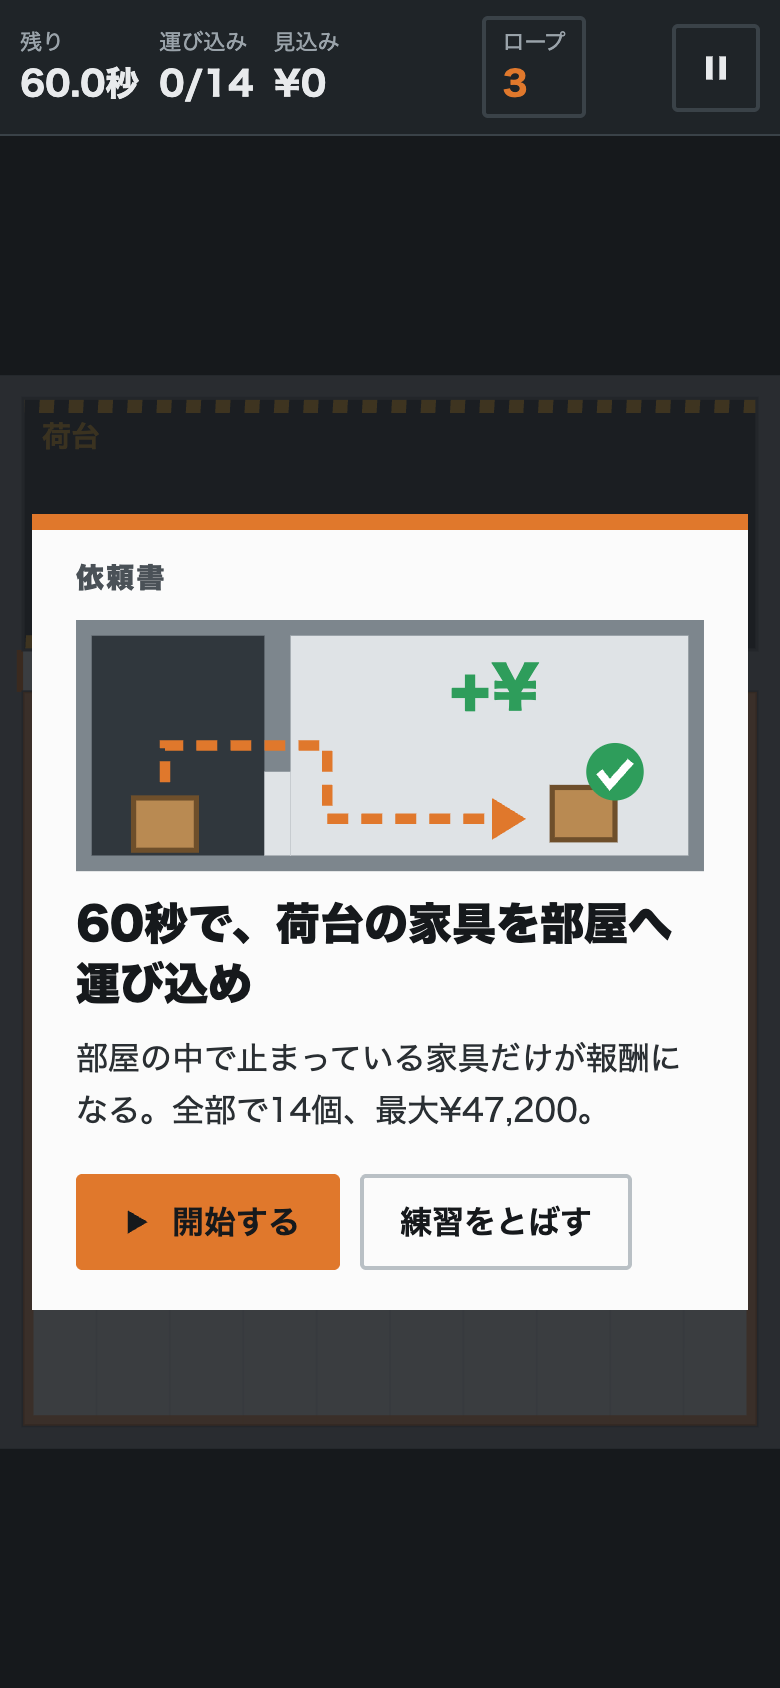 残り 運び込み 見込み ロープ
60.0秒 0/14 ¥0 3
荷台
依頼書
+¥
60秒で、荷台の家具を部屋へ
運び込め
部屋の中で止まっている家具だけが報酬に
なる。全部で14個、最大¥47,200。
開始する 練習をとばす